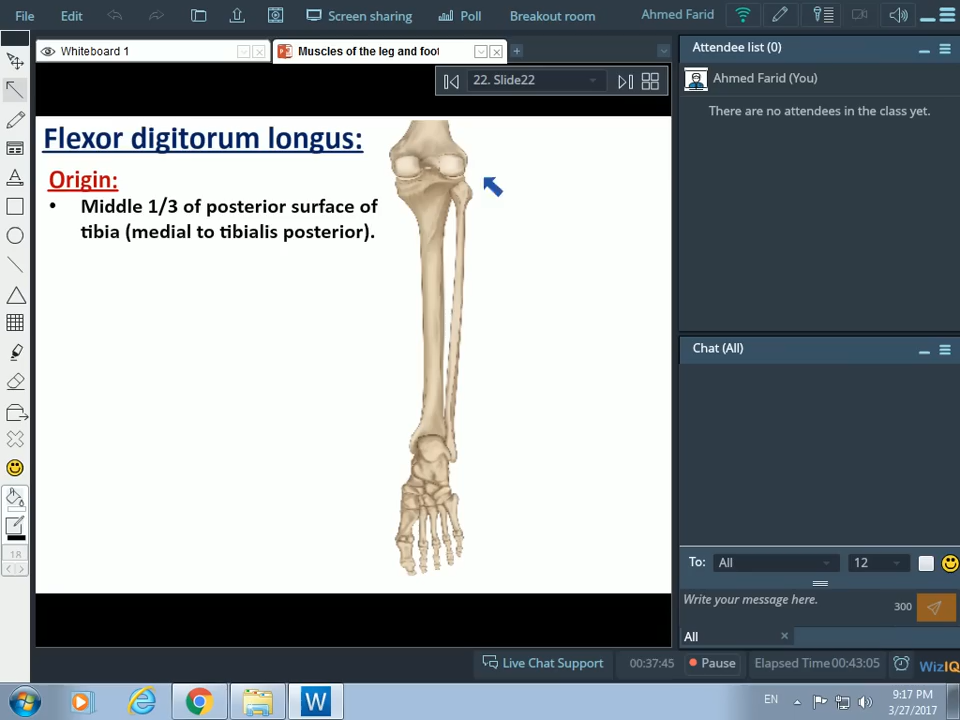 File
Edit
Screen sharing
Poll
Breakout room
Ahmed Farid
Whiteboard 1
Muscles of the leg and foot
22. Slide22
Attendee list (0)
Ahmed Farid (You)
There are no attendees in the class yet.
Flexor digitorum longus:
Origin:
• Middle 1/3 of posterior surface of
tibia (medial to tibialis posterior).
Chat (All)
To:
All
12
Write your message here.
300
All
1R
Live Chat Support
00:37:45
Pause
Elapsed Time 00:43:05
WizIQ
W
EN
9:17 PM
3/27/2017